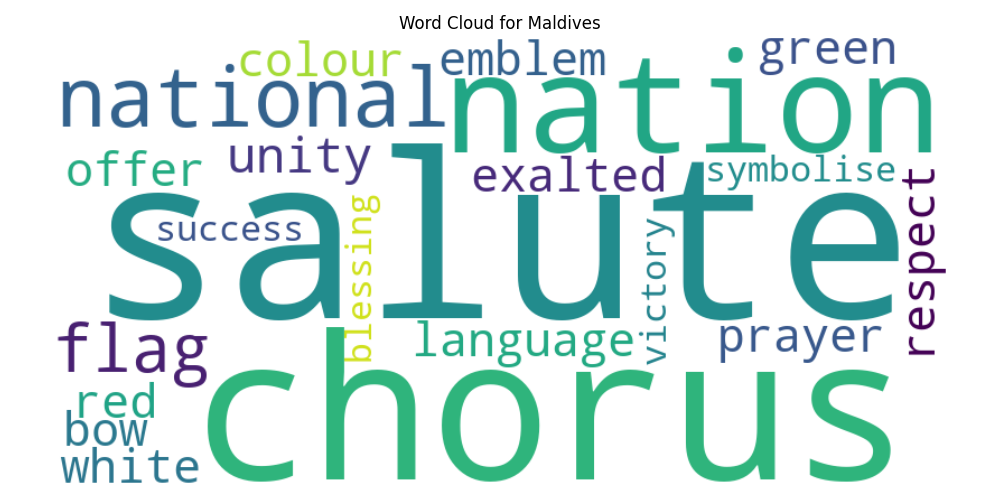 Word Cloud for Maldives
colour
emblem
green
national
nation
offer
unity
exalted
symbolise
salute
success
blessing
victory
respect
flag
language
prayer
chorus
red
bow
white